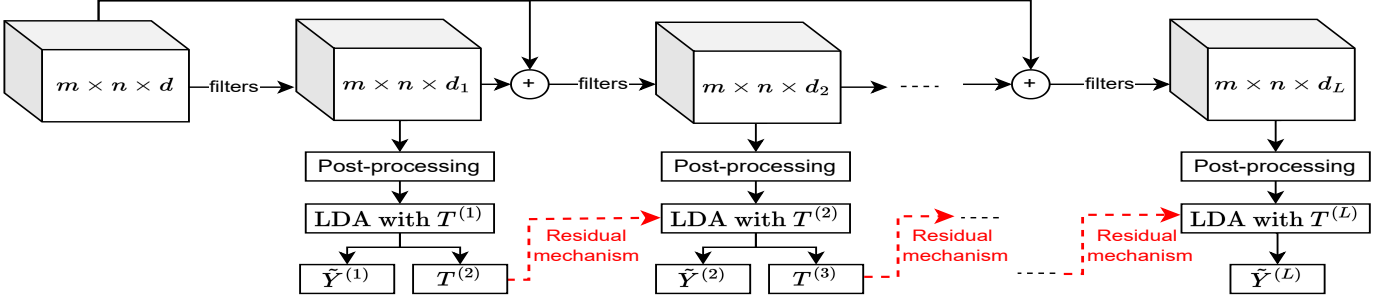 m × n × d
filters
m × n × d₁
+
filters
m × n × d₂
+
filters
m × n × d_L
Post-processing
Post-processing
Post-processing
LDA with T⁽¹⁾
LDA with T⁽²⁾
LDA with T⁽ᴸ⁾
Residual
mechanism
Residual
mechanism
Residual
mechanism
Ỹ⁽¹⁾
T⁽²⁾
Ỹ⁽²⁾
T⁽³⁾
Ỹ⁽ᴸ⁾